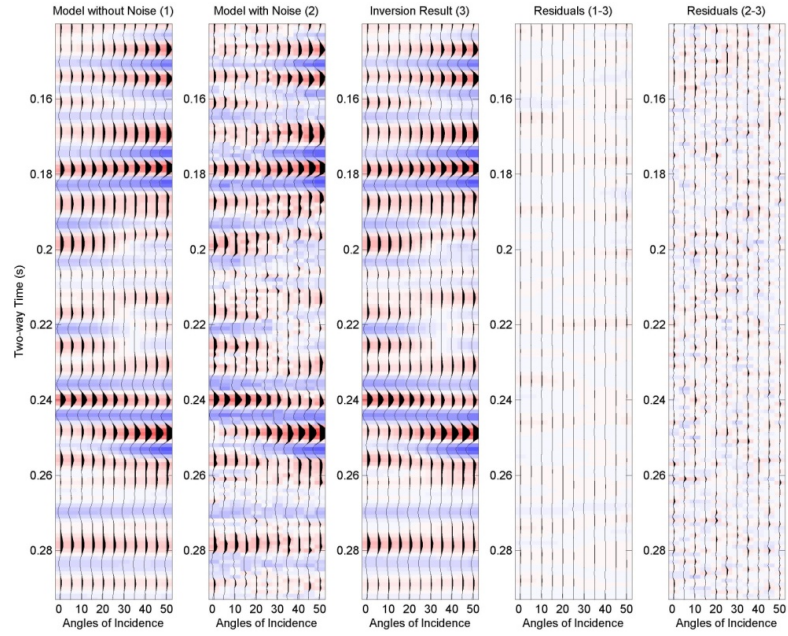 Model without Noise (1)
Model with Noise (2)
Inversion Result (3)
Residuals (1-3)
Residuals (2-3)
Two-way Time (s)
0.16
0.18
0.2
0.22
0.24
0.26
0.28
0.16
0.18
0.2
0.22
0.24
0.26
0.28
0.16
0.18
0.2
0.22
0.24
0.26
0.28
0.16
0.18
0.2
0.22
0.24
0.26
0.28
0.16
0.18
0.2
0.22
0.24
0.26
0.28
0 10 20 30 40 50
0 10 20 30 40 50
0 10 20 30 40 50
0 10 20 30 40 50
0 10 20 30 40 50
Angles of Incidence
Angles of Incidence
Angles of Incidence
Angles of Incidence
Angles of Incidence